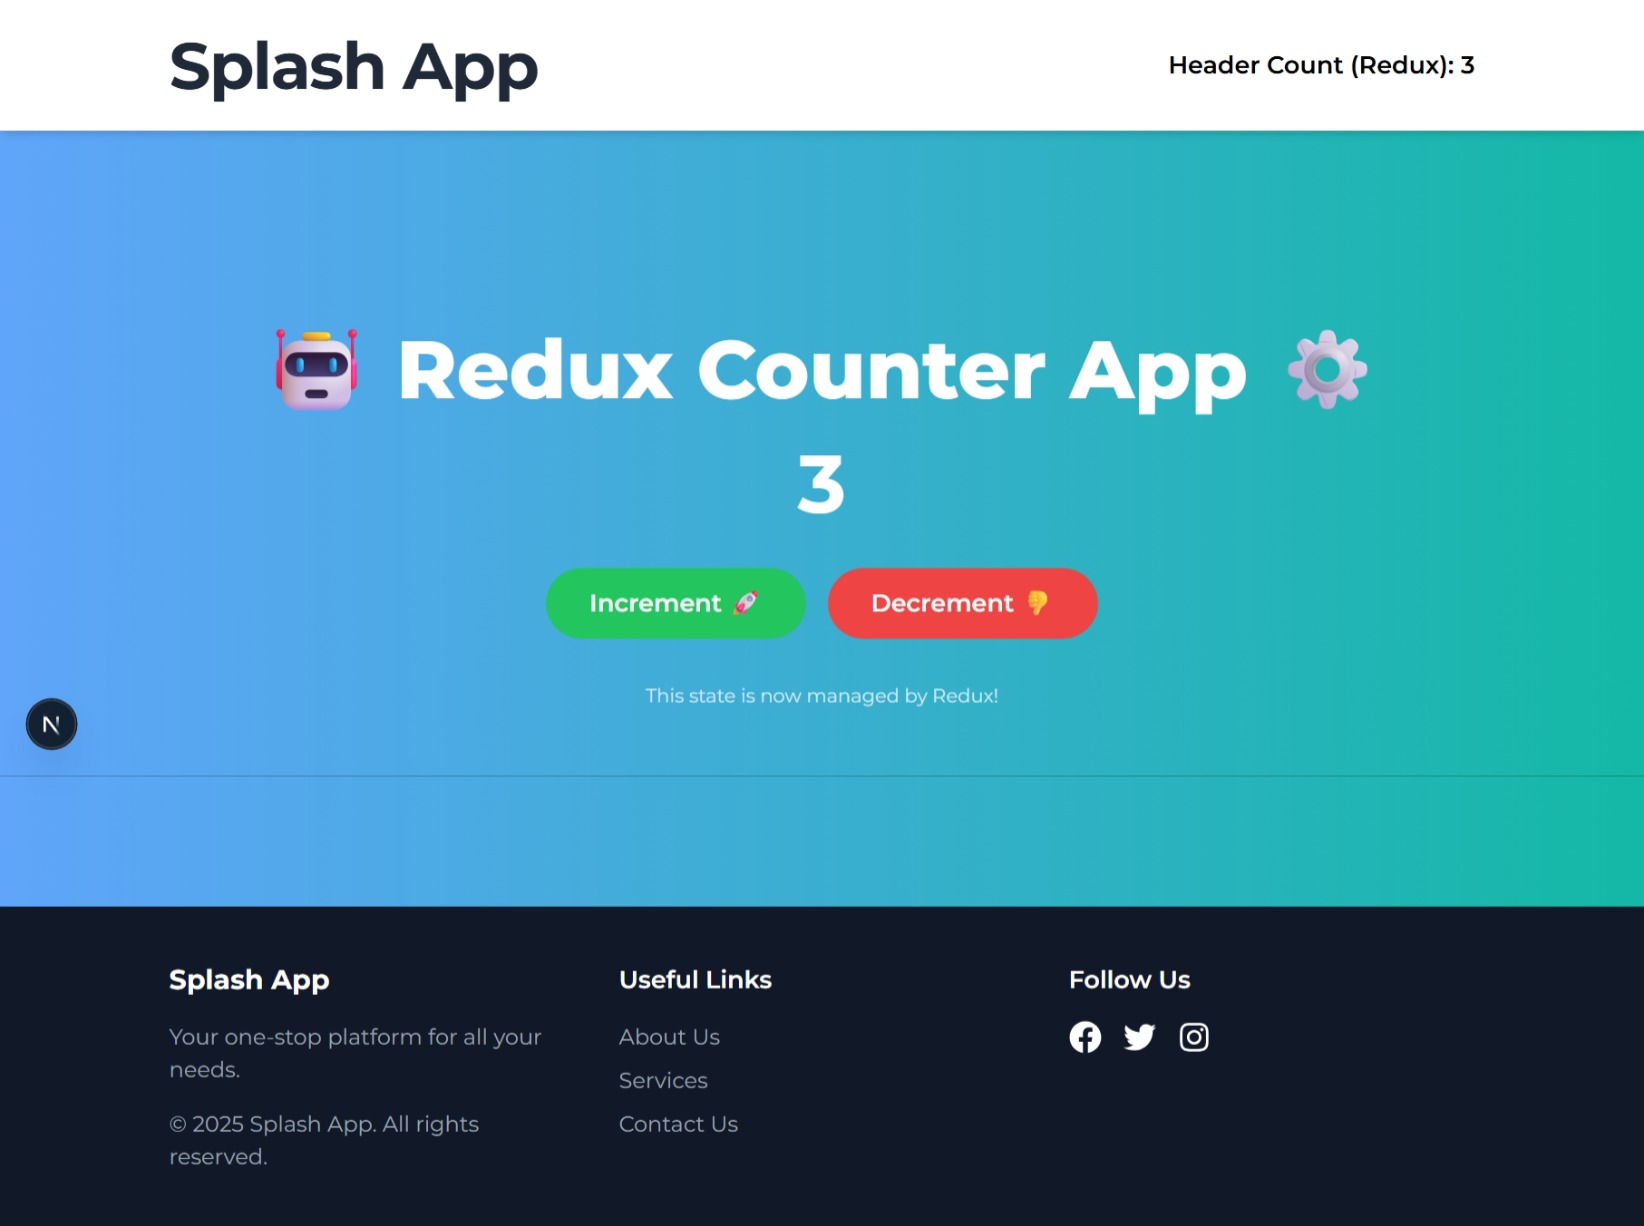 Splash App
Header Count (Redux): 3
🤖 Redux Counter App ⚙️
3
Increment 🚀
Decrement 👎
This state is now managed by Redux!
N
Splash App
Your one-stop platform for all your
needs.
© 2025 Splash App. All rights
reserved.
Useful Links
About Us
Services
Contact Us
Follow Us